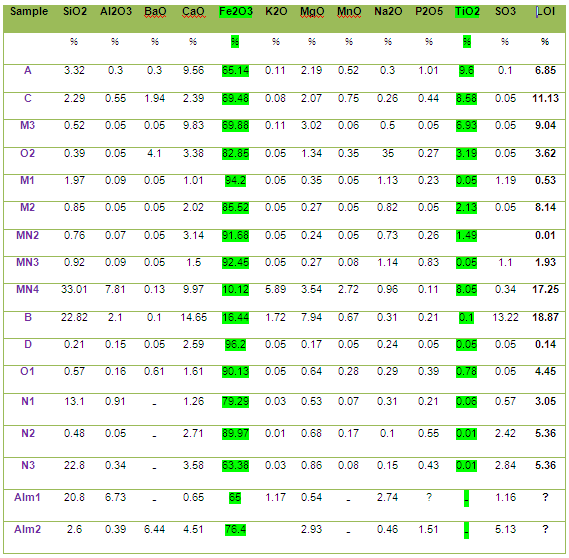 Sample SiO2 Al2O3 BaO CaO Fe2O3 K2O MgO MnO Na2O P2O5 TiO2 SO3 LOI
% % % % % % % % % % % % %
A 3.32 0.3 0.3 9.56 65.14 0.11 2.19 0.52 0.3 1.01 9.6 0.1 6.85
C 2.29 0.55 1.94 2.39 69.48 0.08 2.07 0.75 0.26 0.44 8.58 0.05 11.13
M3 0.52 0.05 0.05 9.83 69.88 0.11 3.02 0.06 0.5 0.05 6.93 0.05 9.04
O2 0.39 0.05 4.1 3.38 82.85 0.05 1.34 0.35 35 0.27 3.19 0.05 3.62
M1 1.97 0.09 0.05 1.01 94.2 0.05 0.35 0.05 1.13 0.23 0.05 1.19 0.53
M2 0.85 0.05 0.05 2.02 85.52 0.05 0.27 0.05 0.82 0.05 2.13 0.05 8.14
MN2 0.76 0.07 0.05 3.14 91.68 0.05 0.24 0.05 0.73 0.26 1.49 0.01
MN3 0.92 0.09 0.05 1.5 92.45 0.05 0.27 0.08 1.14 0.83 0.05 1.1 1.93
MN4 33.01 7.81 0.13 9.97 10.12 5.89 3.54 2.72 0.96 0.11 8.05 0.34 17.25
B 22.82 2.1 0.1 14.65 16.44 1.72 7.94 0.67 0.31 0.21 0.1 13.22 18.87
D 0.21 0.15 0.05 2.59 96.2 0.05 0.17 0.05 0.24 0.05 0.05 0.05 0.14
O1 0.57 0.16 0.61 1.61 90.13 0.05 0.64 0.28 0.29 0.39 0.78 0.05 4.45
N1 13.1 0.91 - 1.26 79.29 0.03 0.53 0.07 0.31 0.21 0.06 0.57 3.05
N2 0.48 0.05 - 2.71 89.97 0.01 0.68 0.17 0.1 0.55 0.01 2.42 5.36
N3 22.8 0.34 - 3.58 63.38 0.03 0.86 0.08 0.15 0.43 0.01 2.84 5.36
Alm1 20.8 6.73 - 0.65 65 1.17 0.54 - 2.74 ? - 1.16 ?
Alm2 2.6 0.39 6.44 4.51 76.4 2.93 - 0.46 1.51 - 5.13 ?